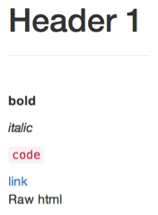 Header 1
bold
italic
code
link
Raw html